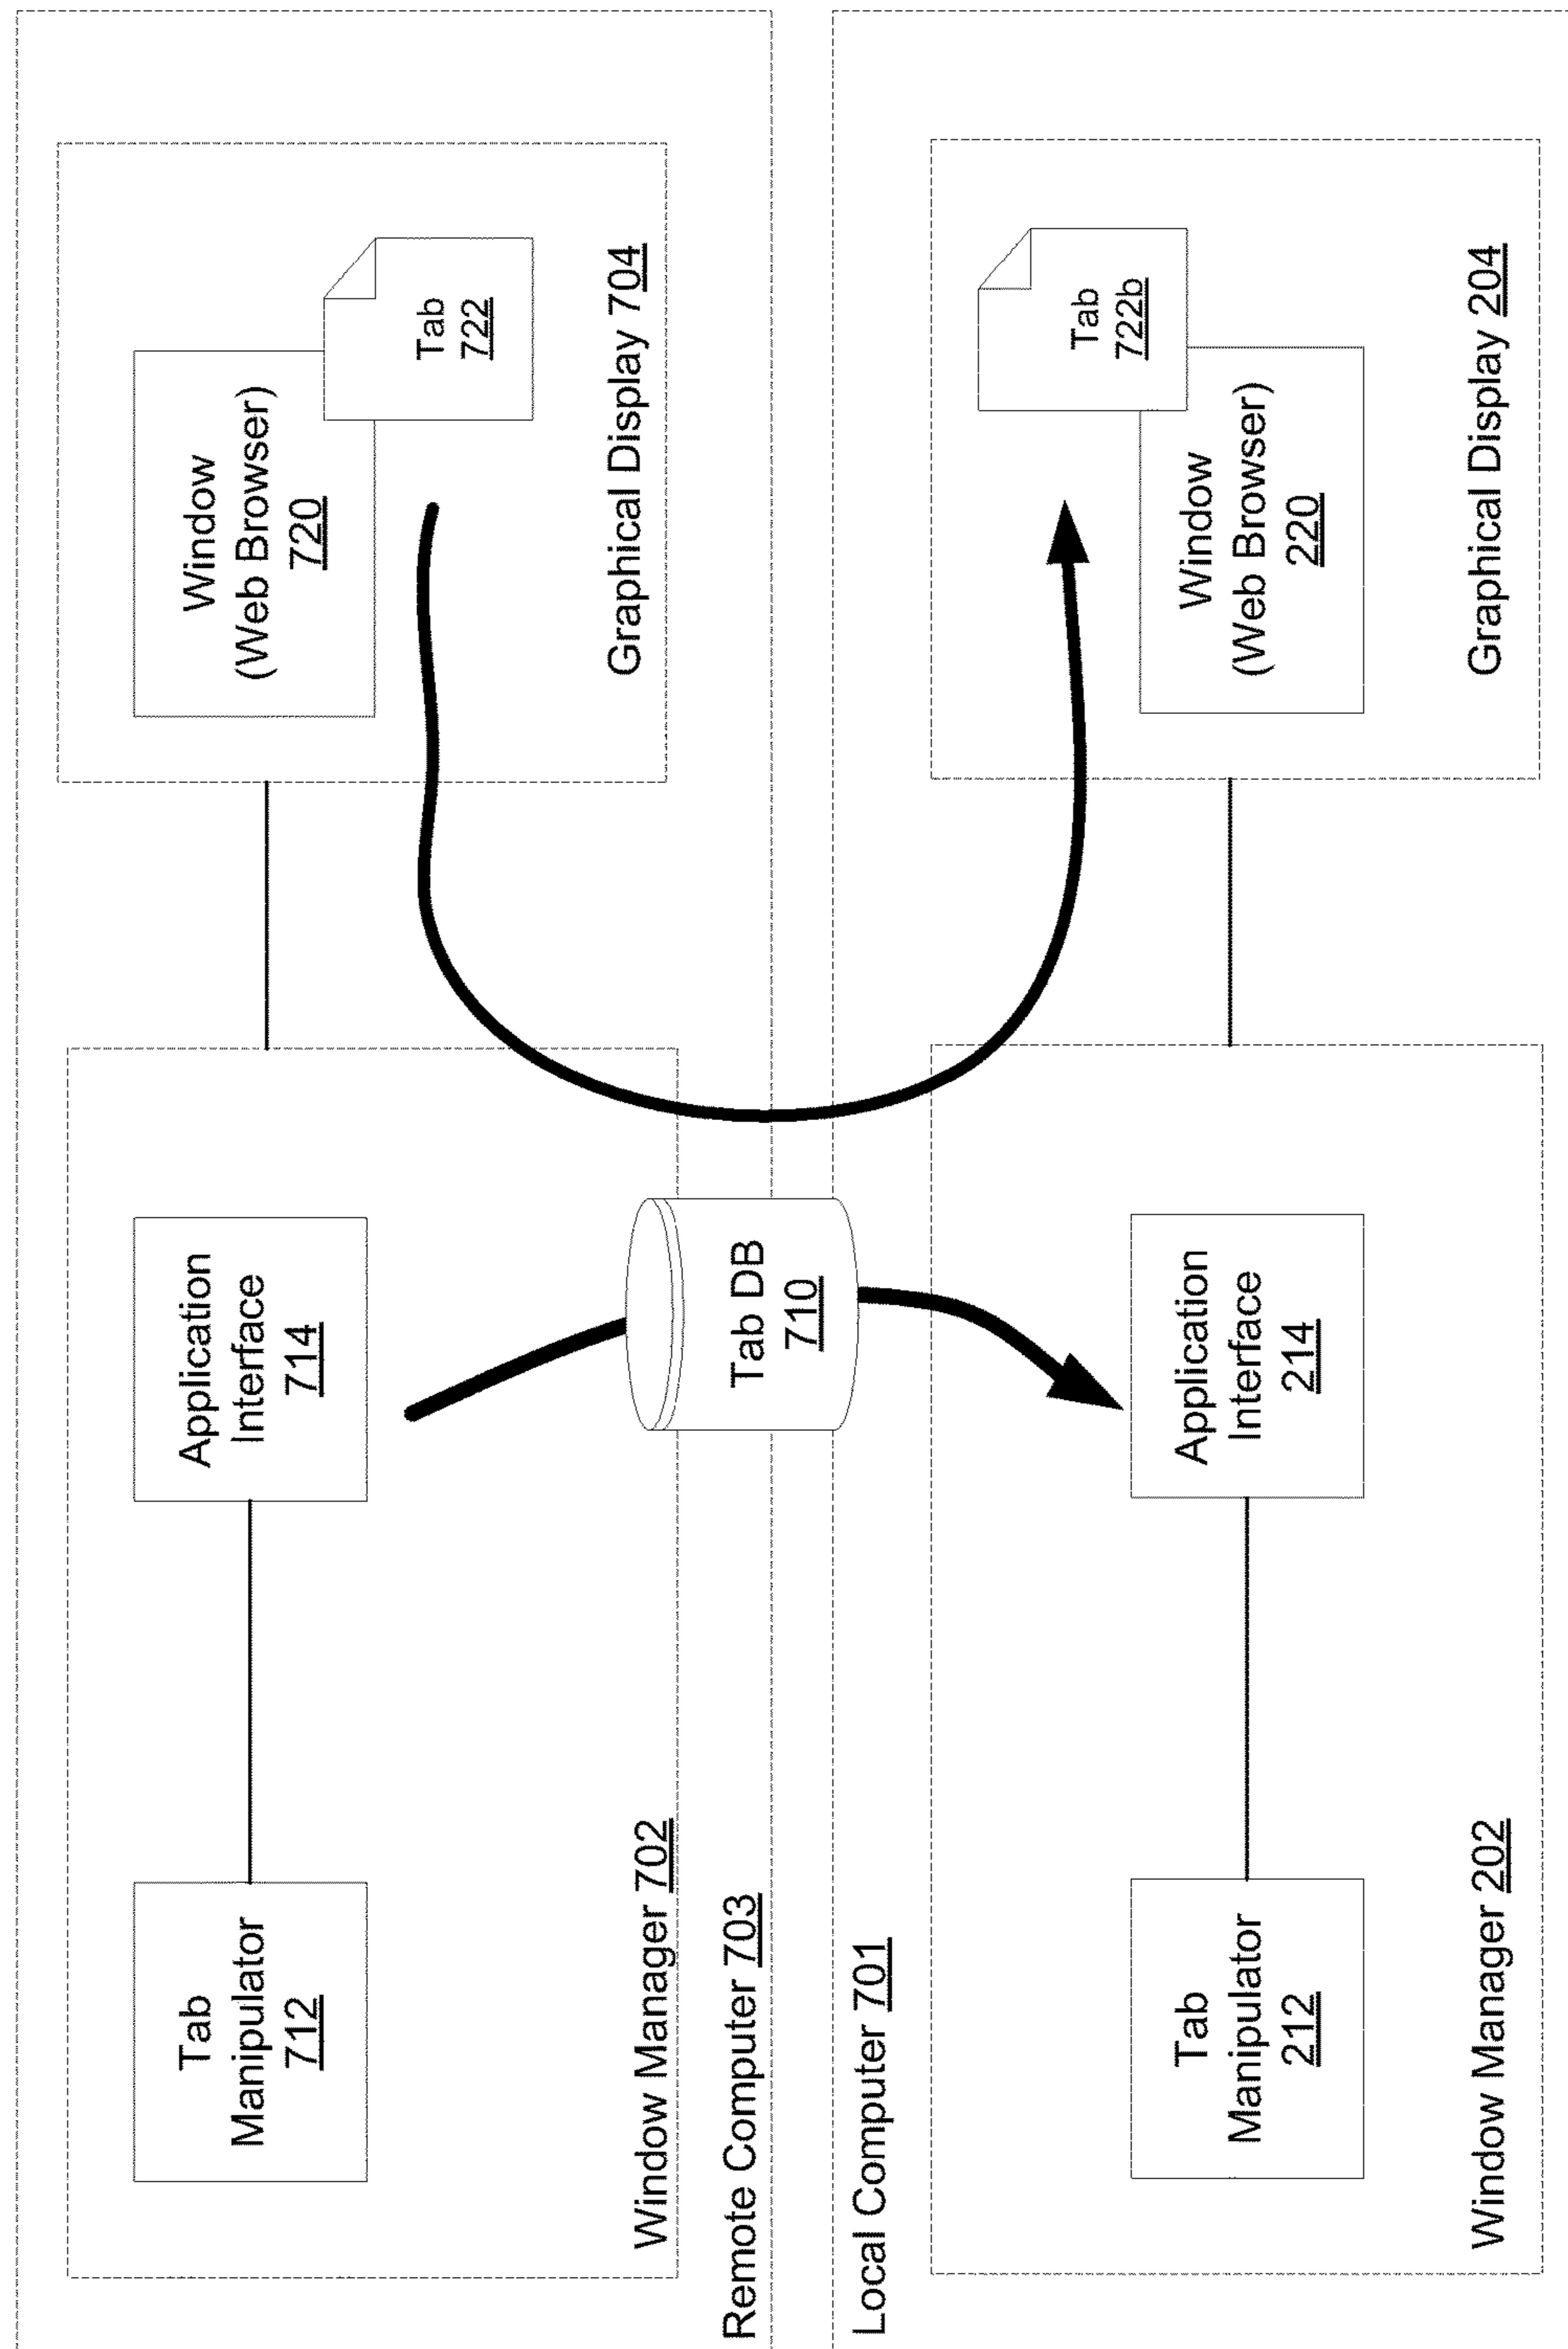 Tab
Manipulator
712
Application
Interface
714
Window Manager 702
Window
(Web Browser)
720
Tab
722
Graphical Display 704
Remote Computer 703
Tab DB
710
Local Computer 701
Tab
Manipulator
212
Application
Interface
214
Window Manager 202
Tab
722b
Window
(Web Browser)
220
Graphical Display 204